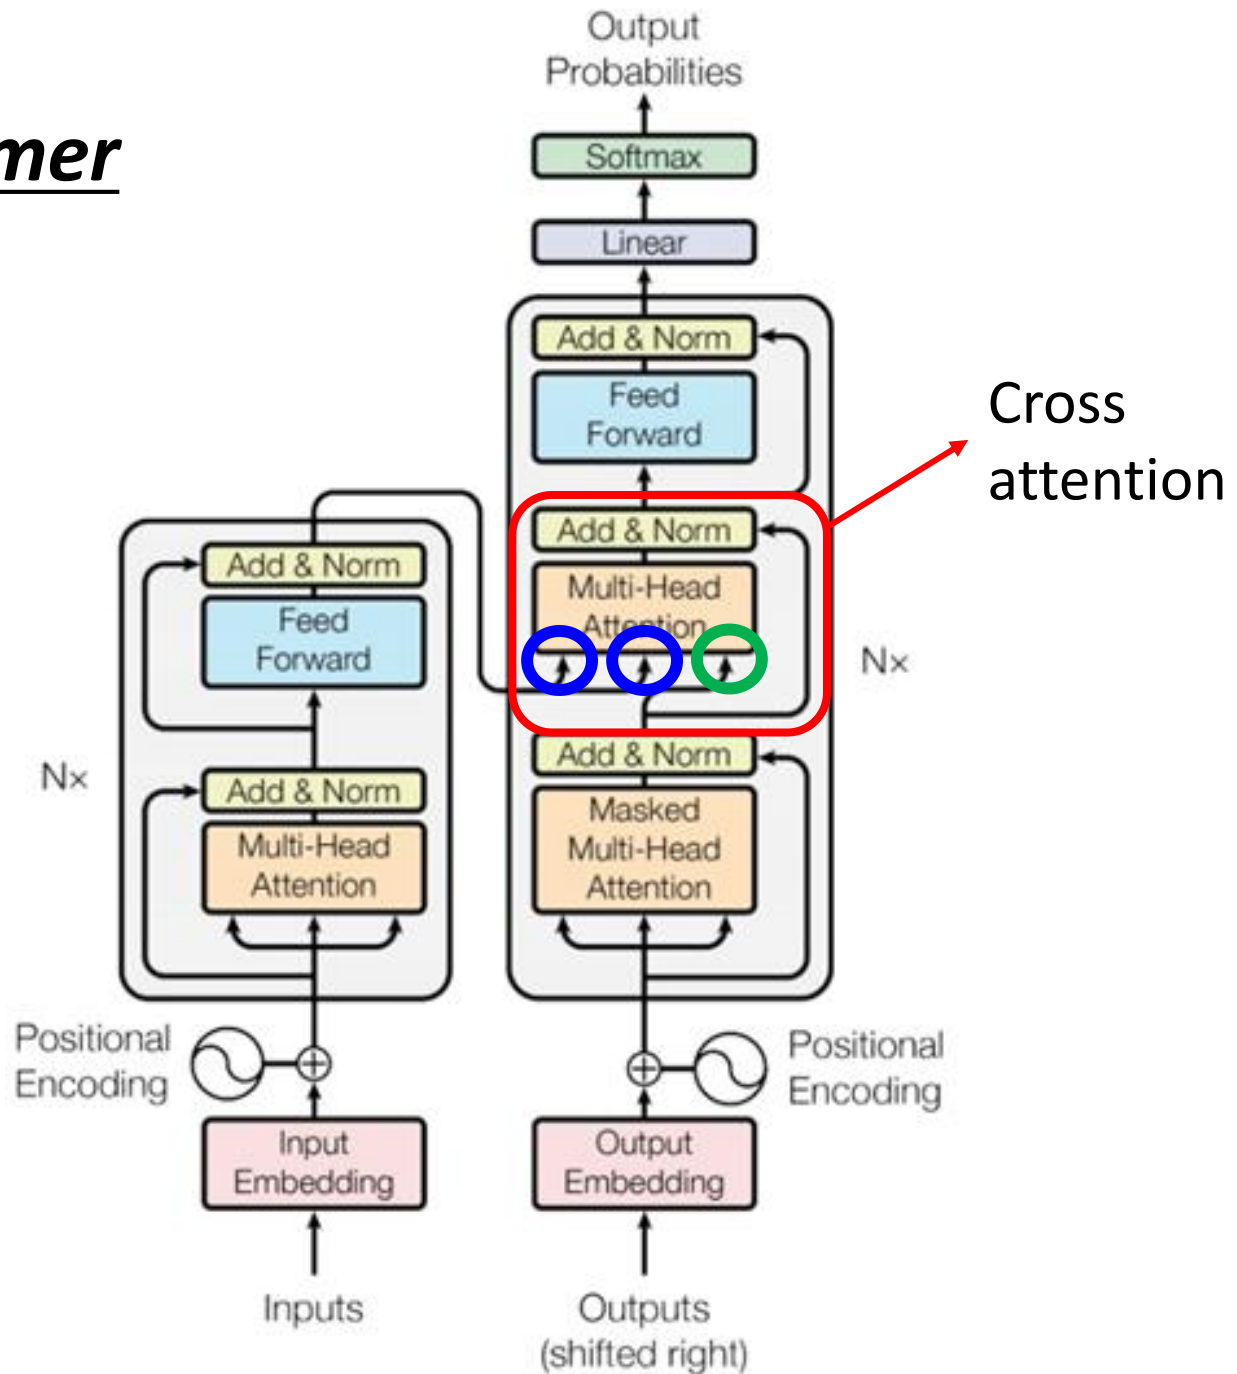 mer
Output
Probabilities
Softmax
Linear
Add & Norm
Feed
Forward
Cross
attention
Add & Norm
Multi-Head
Attention
Nx
Add & Norm
Masked
Multi-Head
Attention
Add & Norm
Feed
Forward
Nx
Add & Norm
Multi-Head
Attention
Positional
Encoding
Positional
Encoding
Input
Embedding
Output
Embedding
Inputs
Outputs
(shifted right)